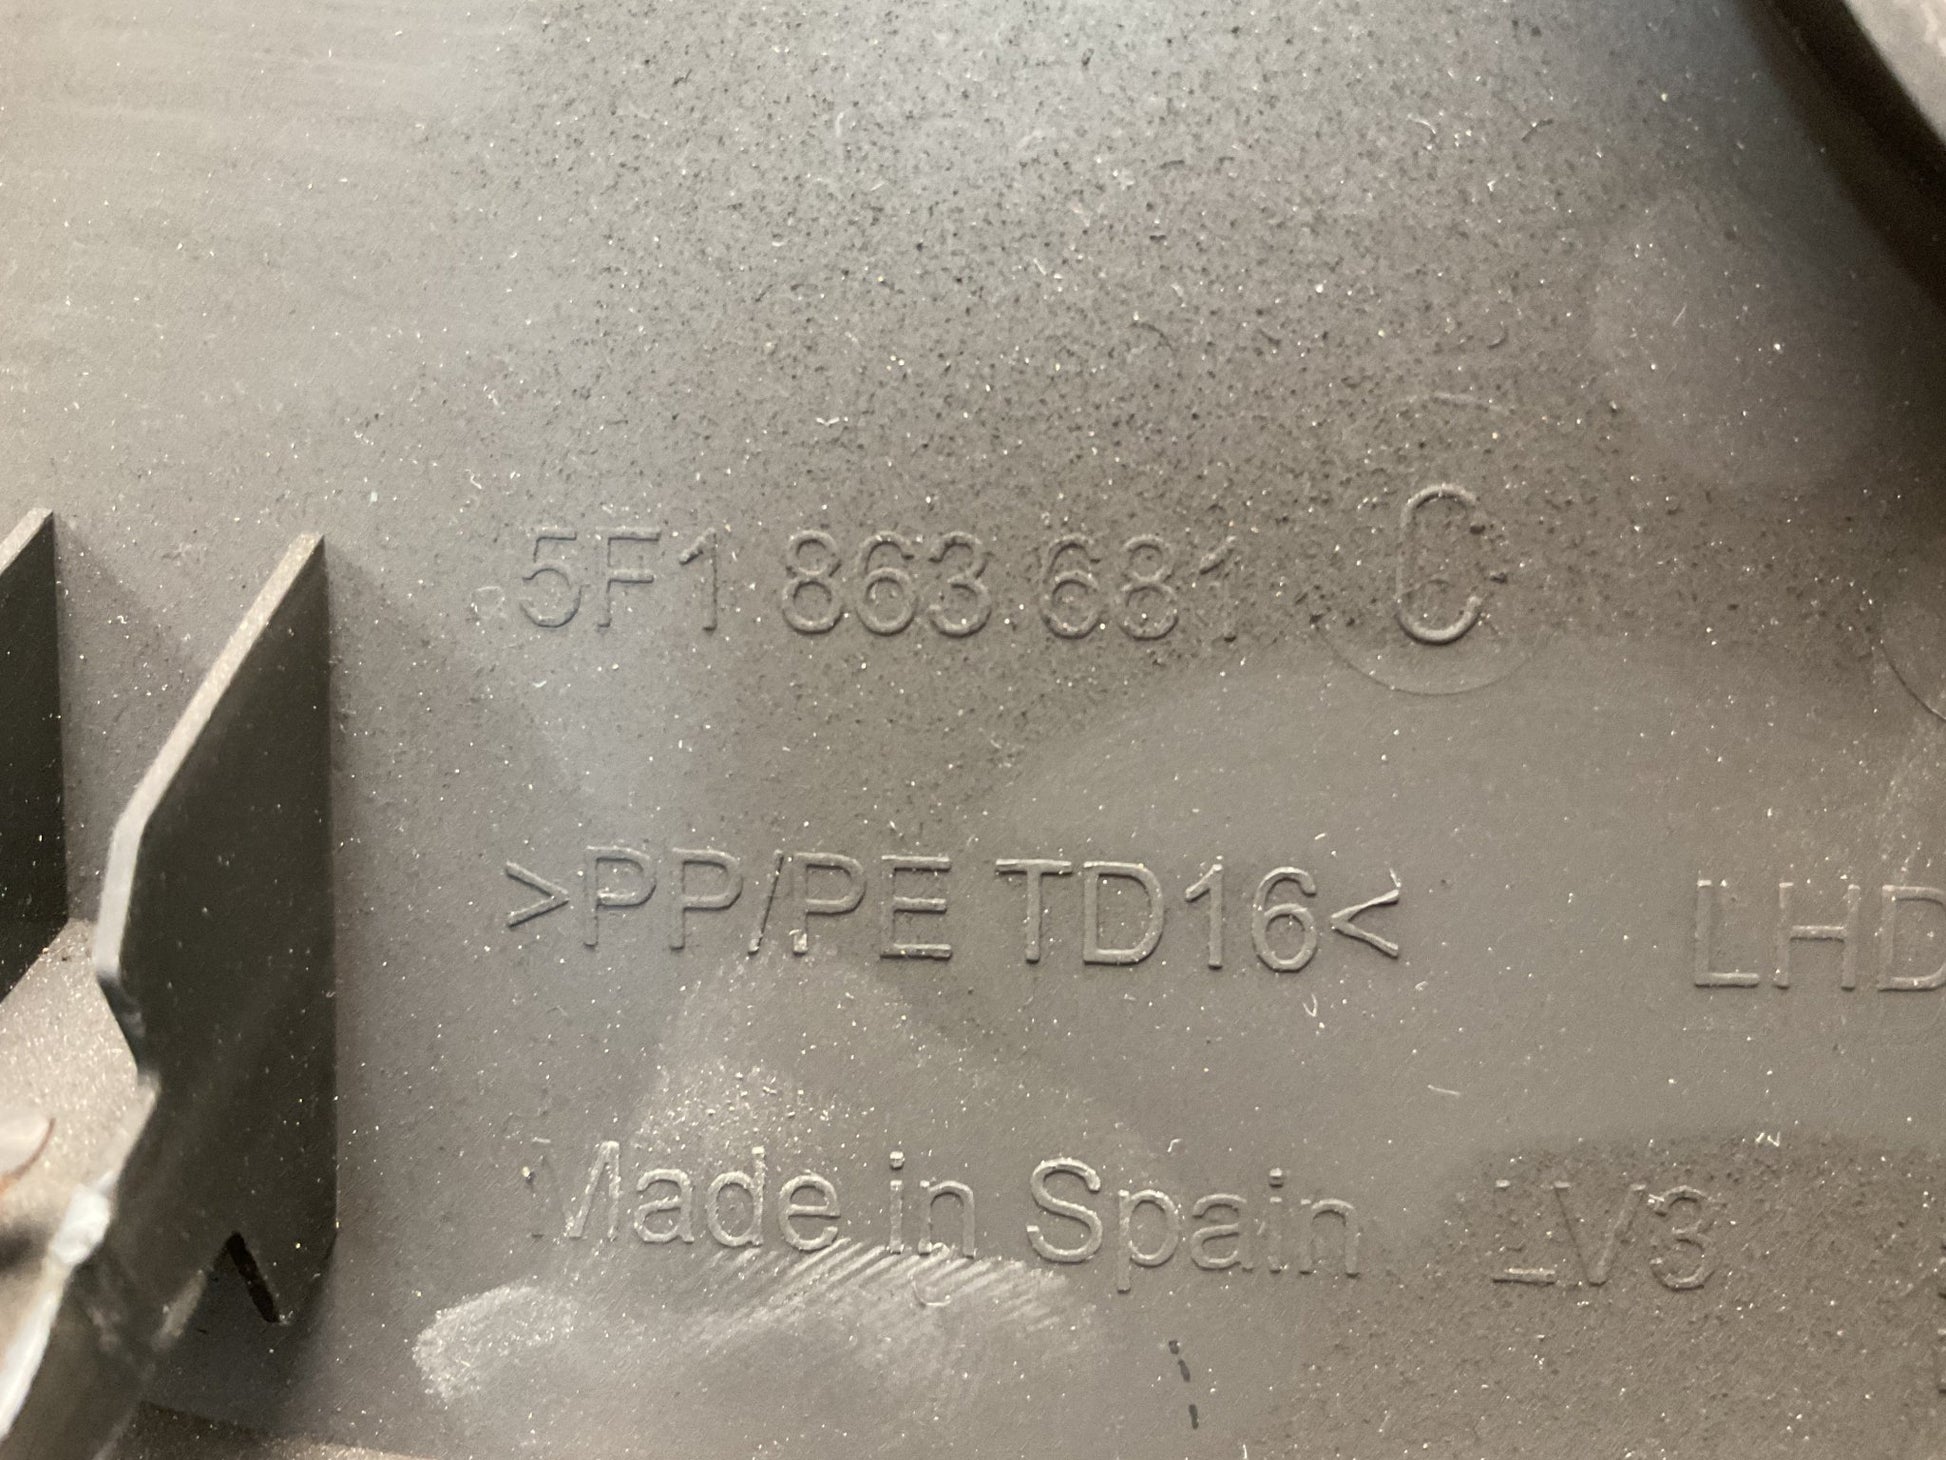 5F1 863 681 C
>PP/PE TD16< LHD
Made in Spain LV3